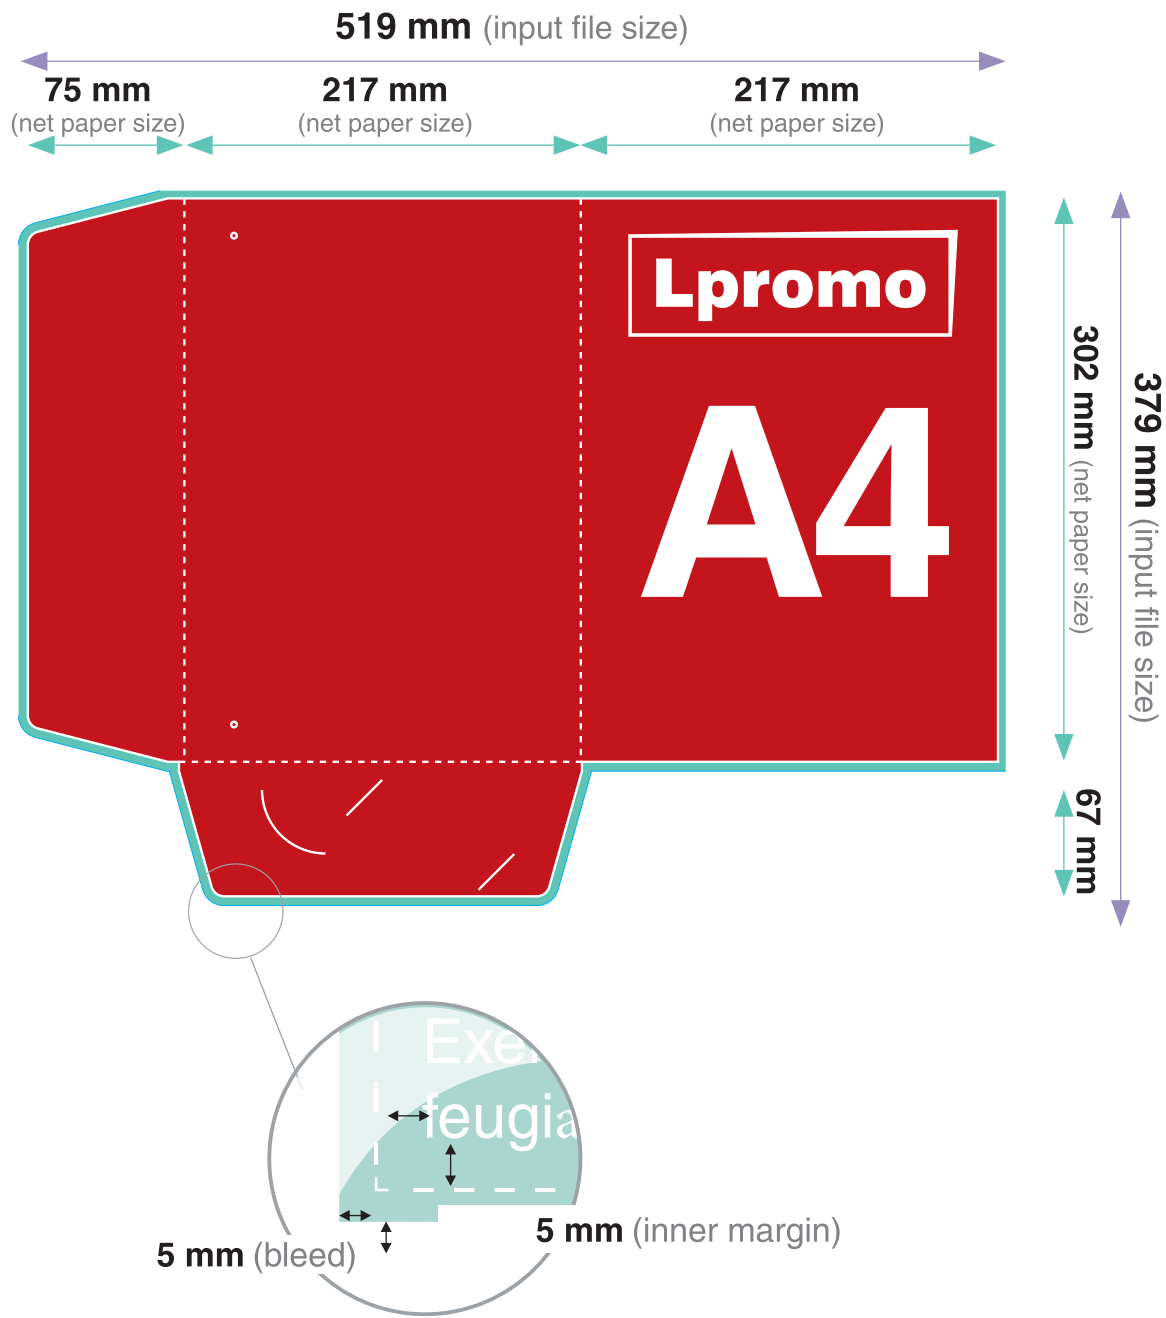 519 mm (input file size)
75 mm
(net paper size)
217 mm
(net paper size)
217 mm
(net paper size)
Lpromo
A4
302 mm (net paper size)
379 mm (input file size)
67 mm
Exe
feugia
5 mm (inner margin)
5 mm (bleed)